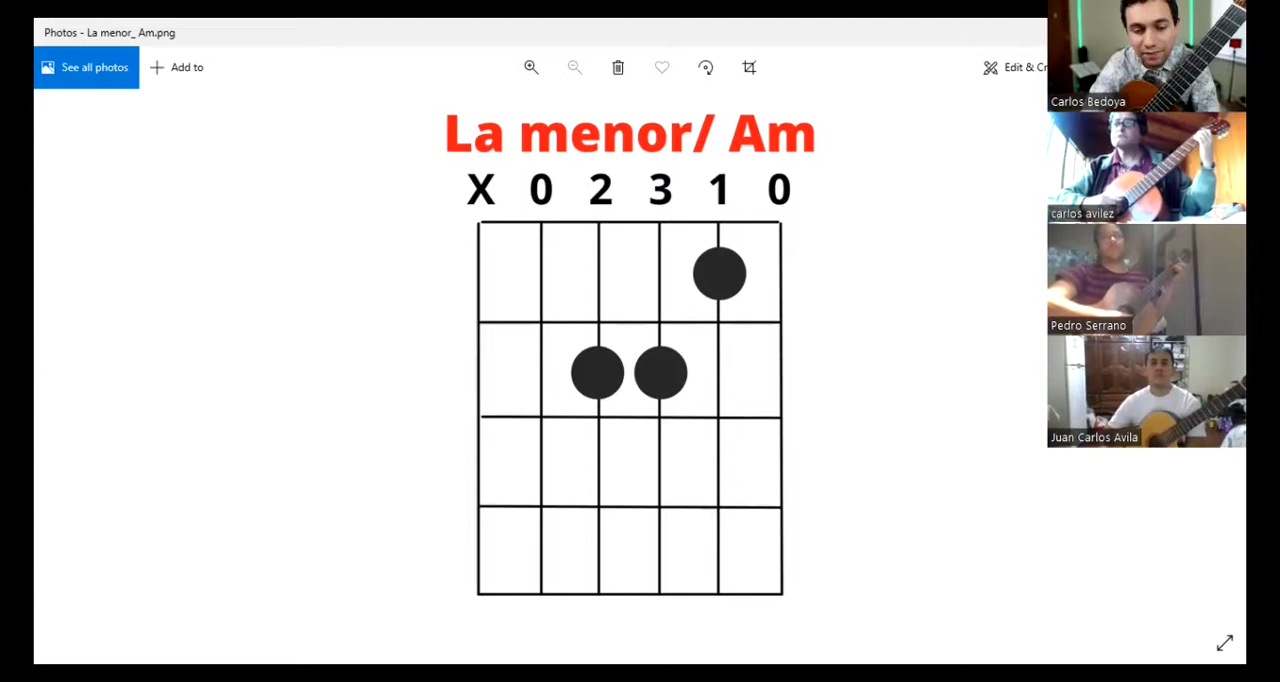 Photos - La menor_ Am.png
See all photos
Add to
Edit & Cr
La menor/ Am
X 0 2 3 1 0
Carlos Bedoya
carlos avilez
Pedro Serrano
Juan Carlos Avila